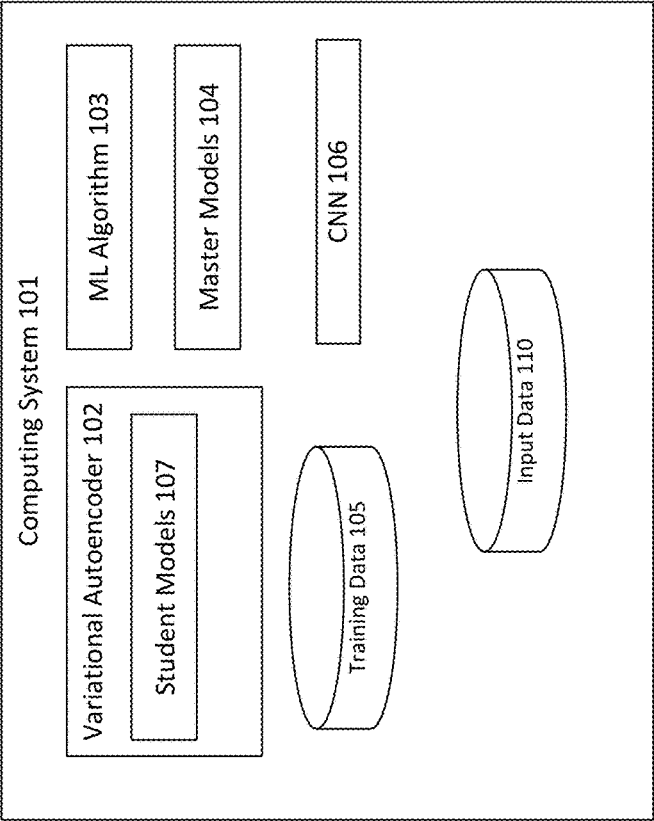 Computing System 101
Variational Autoencoder 102
Student Models 107
ML Algorithm 103
Master Models 104
Training Data 105
CNN 106
Input Data 110